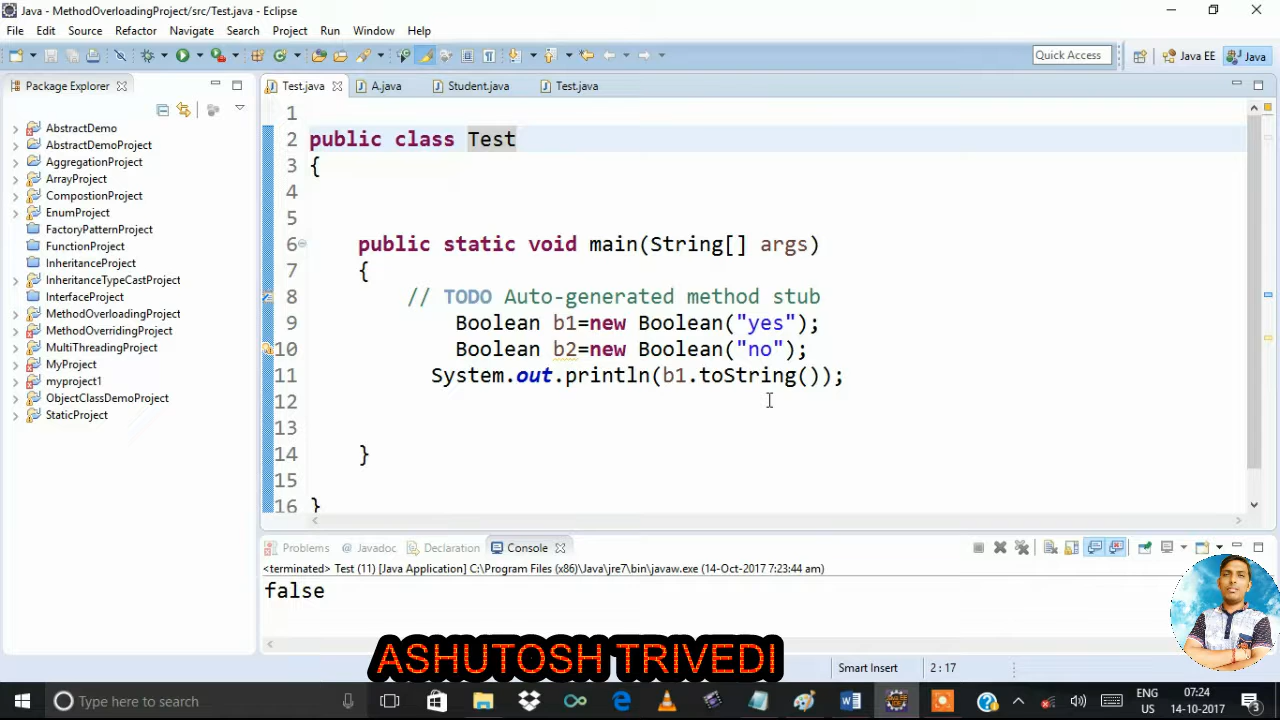 Java - MethodOverloadingProject/src/Test.java - Eclipse
File Edit Source Refactor Navigate Search Project Run Window Help
Quick Access
Java EE
Java
Package Explorer
Test.java
A.java
Student.java
Test.java
AbstractDemo
AbstractDemoProject
AggregationProject
ArrayProject
CompostionProject
EnumProject
FactoryPatternProject
FunctionProject
InheritanceProject
InheritanceTypeCastProject
InterfaceProject
MethodOverloadingProject
MethodOverridingProject
MultiThreadingProject
MyProject
myproject1
ObjectClassDemoProject
StaticProject
1
2 public class Test
3 {
4
5
6 public static void main(String[] args)
7 {
8 // TODO Auto-generated method stub
9 Boolean b1=new Boolean("yes");
10 Boolean b2=new Boolean("no");
11 System.out.println(b1.toString());
12
13
14 }
15
16 }
Problems @ Javadoc Declaration Console
<terminated> Test (11) [Java Application] C:\Program Files (x86)\Java\jre7\bin\javaw.exe (14-Oct-2017 7:23:44 am)
false
ASHUTOSH TRIVEDI
Smart Insert
2 : 17
Type here to search
ENG
US
07:24
14-10-2017
3